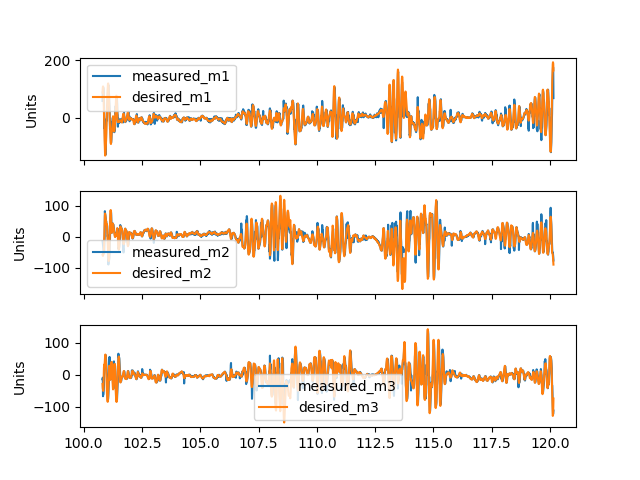 200
0
Units
measured_m1
desired_m1
100
0
−100
Units
measured_m2
desired_m2
100
0
−100
Units
measured_m3
desired_m3
100.0 102.5 105.0 107.5 110.0 112.5 115.0 117.5 120.0